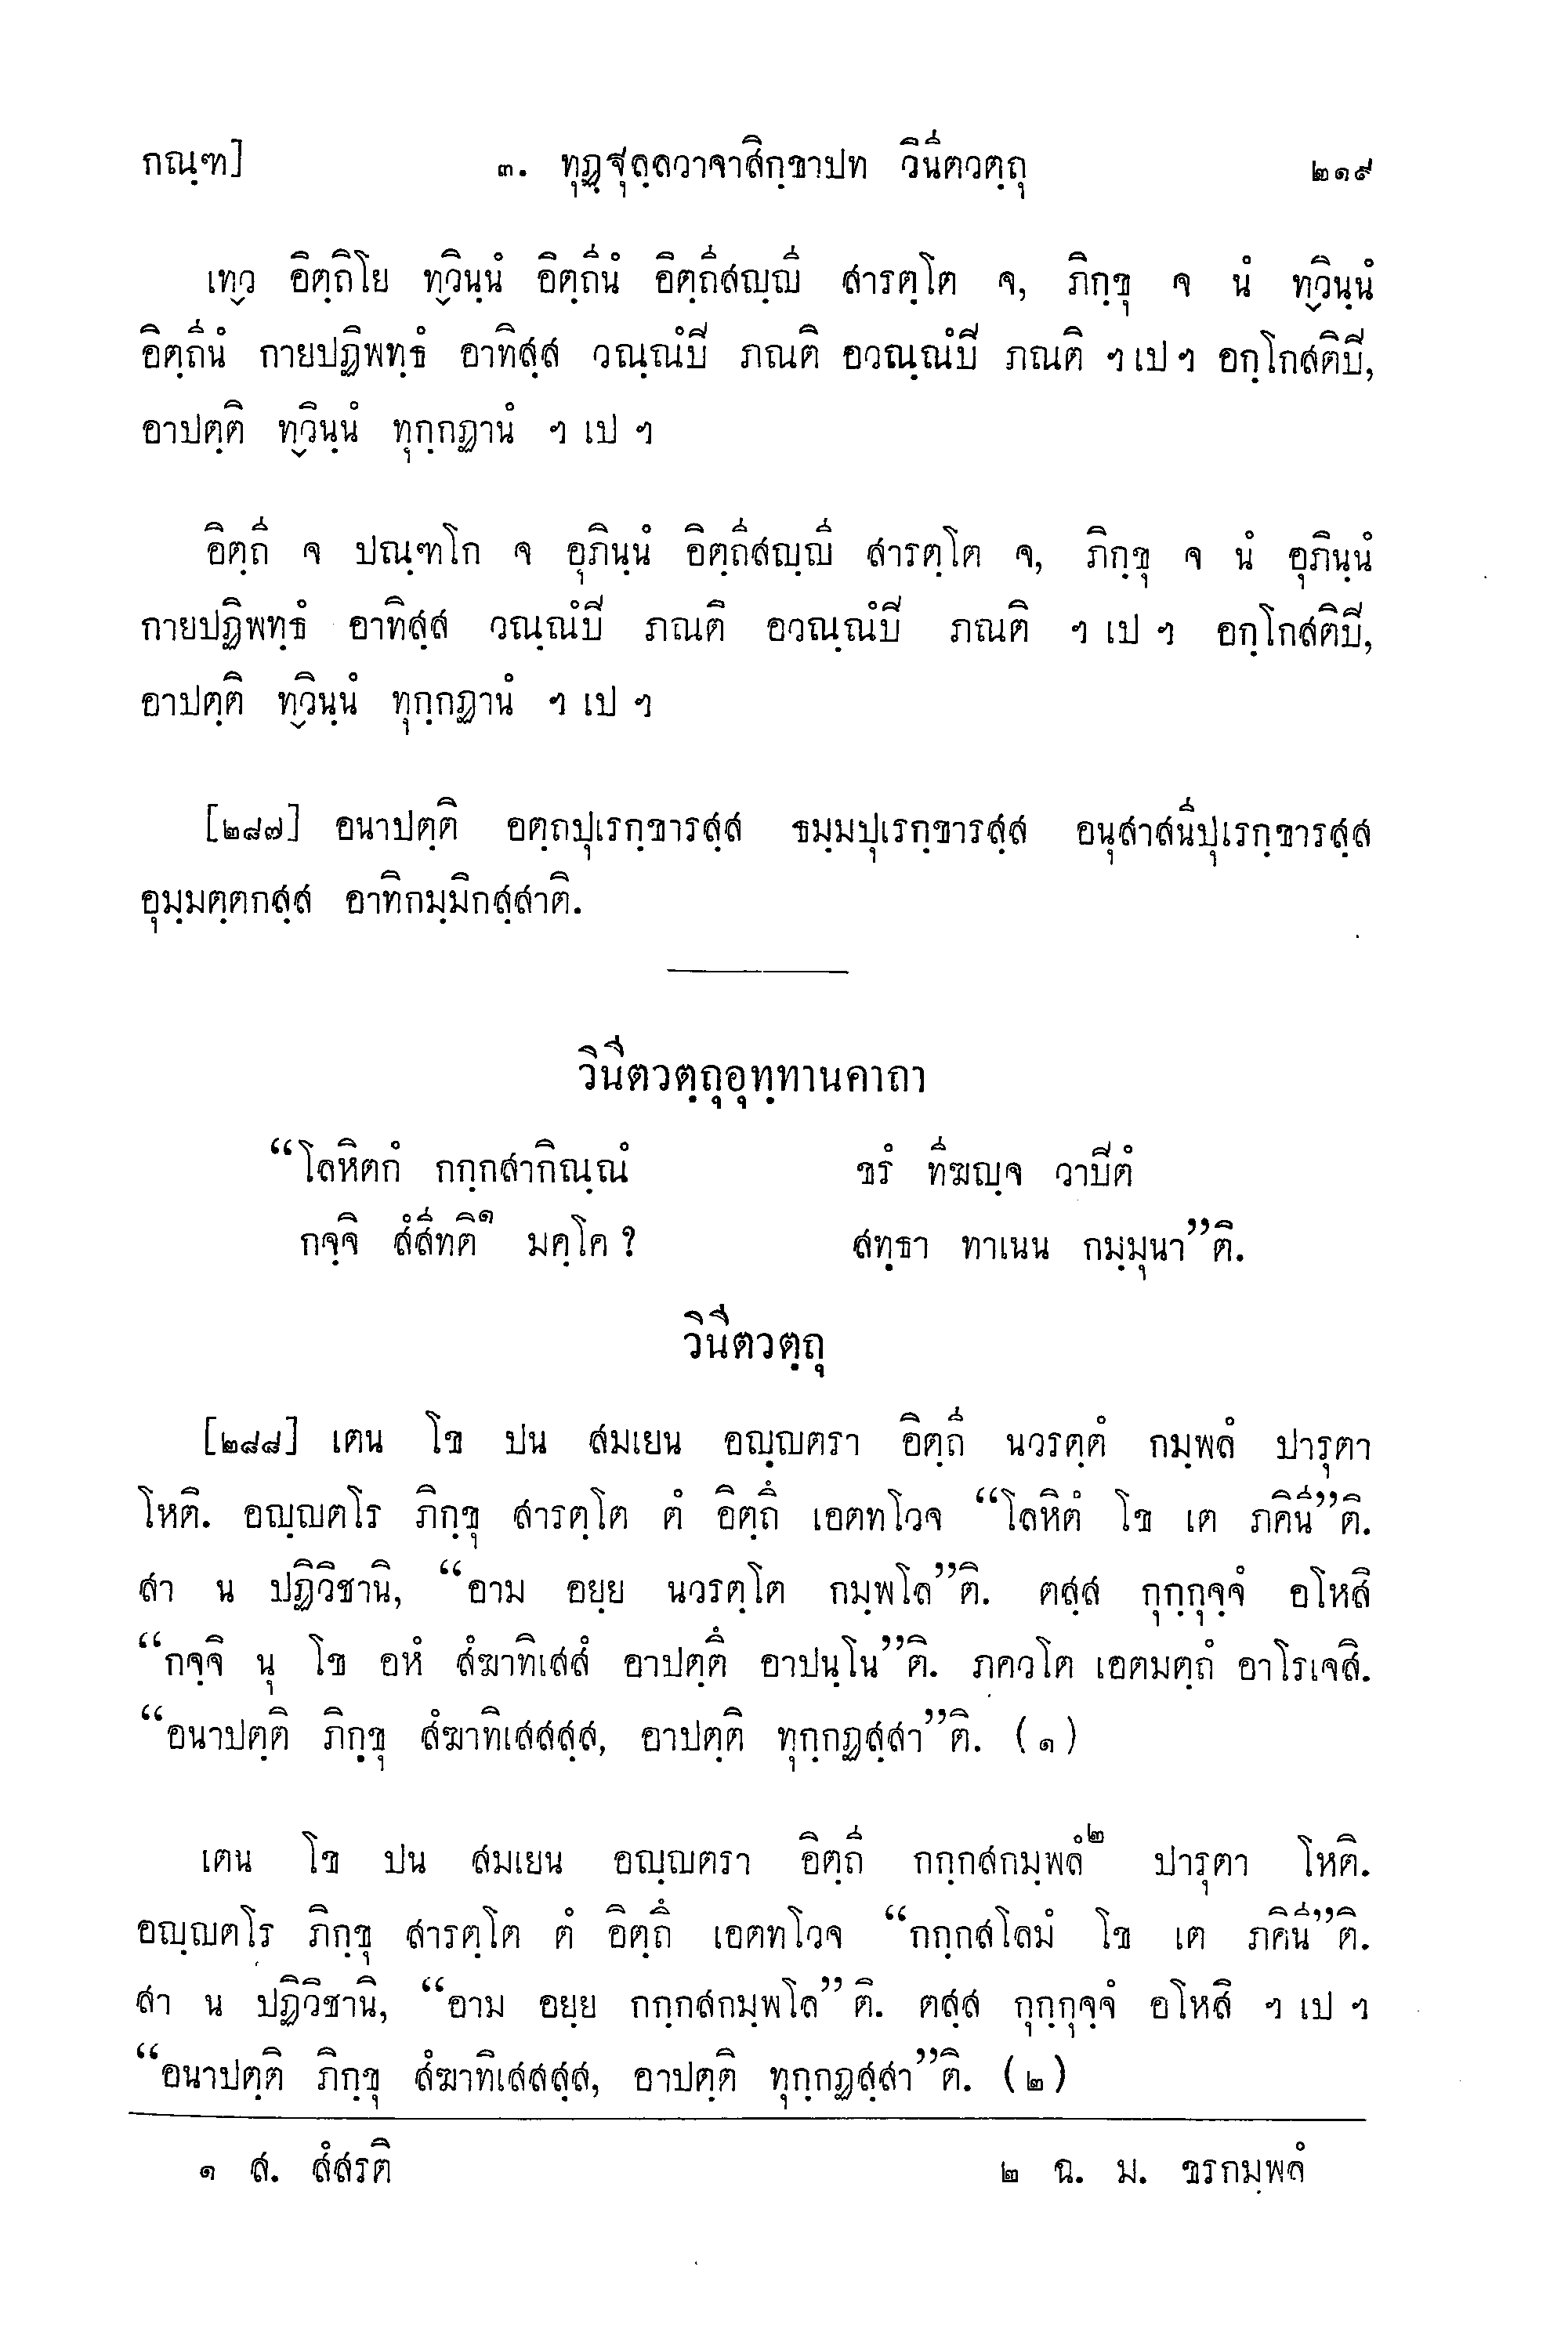 กณฺฑ] ๓. ทุฏฺฐุลฺลวาจาสิกฺขาปท วินีตวตฺถุ ๒๑๙
เทฺว อิตฺถิโย ทฺวินฺนํ อิตฺถีนํ อิตฺถีสญฺญี สารตฺโต จ, ภิกฺขุ จ นํ ทฺวินฺนํ
อิตฺถีนํ กายปฏิพทฺธํ อาทิสฺส วณฺณํปี ภณติ อวณฺณํปี ภณติ ฯ เป ฯ อกฺโกสติปี,
อาปตฺติ ทฺวินฺนํ ทุกฺกฏานํ ฯ เป ฯ
อิตฺถี จ ปณฺฑโก จ อุภินฺนํ อิตฺถีสญฺญี สารตฺโต จ, ภิกฺขุ จ นํ อุภินฺนํ
กายปฏิพทฺธํ อาทิสฺส วณฺณํปี ภณติ อวณฺณํปี ภณติ ฯ เป ฯ อกฺโกสติปี,
อาปตฺติ ทฺวินฺนํ ทุกฺกฏานํ ฯ เป ฯ
[๒๘๗] อนาปตฺติ อตฺถปุเรกฺขารสฺส ธมฺมปุเรกฺขารสฺส อนุสาสนีปุเรกฺขารสฺส
อุมฺมตฺตกสฺส อาทิกมฺมิกสฺสาติ.
วินีตวตฺถุอุทฺทานคาถา
“โลหิตกํ กกฺกสากิณฺณํ ขรํ ทีฆญฺจ วาปีตํ
กจฺจิ สํสีทติ๑ มคฺโค ? สทฺธา ทาเนน กมฺมุนา”ติ.
วินีตวตฺถุ
[๒๘๘] เตน โข ปน สมเยน อญฺญตรา อิตฺถี นวรตฺตํ กมฺพลํ ปารุตา
โหติ. อญฺญตโร ภิกฺขุ สารตฺโต ตํ อิตฺถึ เอตทโวจ “โลหิตํ โข เต ภคินี”ติ.
สา น ปฏิวิชานิ, “อาม อยฺย นวรตฺโต กมฺพโล”ติ. ตสฺส กุกฺกุจฺจํ อโหสิ
“กจฺจิ นุ โข อหํ สํฆาทิเสสํ อาปตฺตึ อาปนฺโน”ติ. ภควโต เอตมตฺถํ อาโรเจสิ.
“อนาปตฺติ ภิกฺขุ สํฆาทิเสสสฺส, อาปตฺติ ทุกฺกฏสฺสา”ติ. (๑)
เตน โข ปน สมเยน อญฺญตรา อิตฺถี กกฺกสกมฺพลํ๒ ปารุตา โหติ.
อญฺญตโร ภิกฺขุ สารตฺโต ตํ อิตฺถึ เอตทโวจ “กกฺกสโลมํ โข เต ภคินี”ติ.
สา น ปฏิวิชานิ, “อาม อยฺย กกฺกสกมฺพโล” ติ. ตสฺส กุกฺกุจฺจํ อโหสิ ฯ เป ฯ
“อนาปตฺติ ภิกฺขุ สํฆาทิเสสสฺส, อาปตฺติ ทุกฺกฏสฺสา”ติ. (๒)
๑ ส. สํสรติ ๒ ฉ. ม. ขรกมฺพลํ